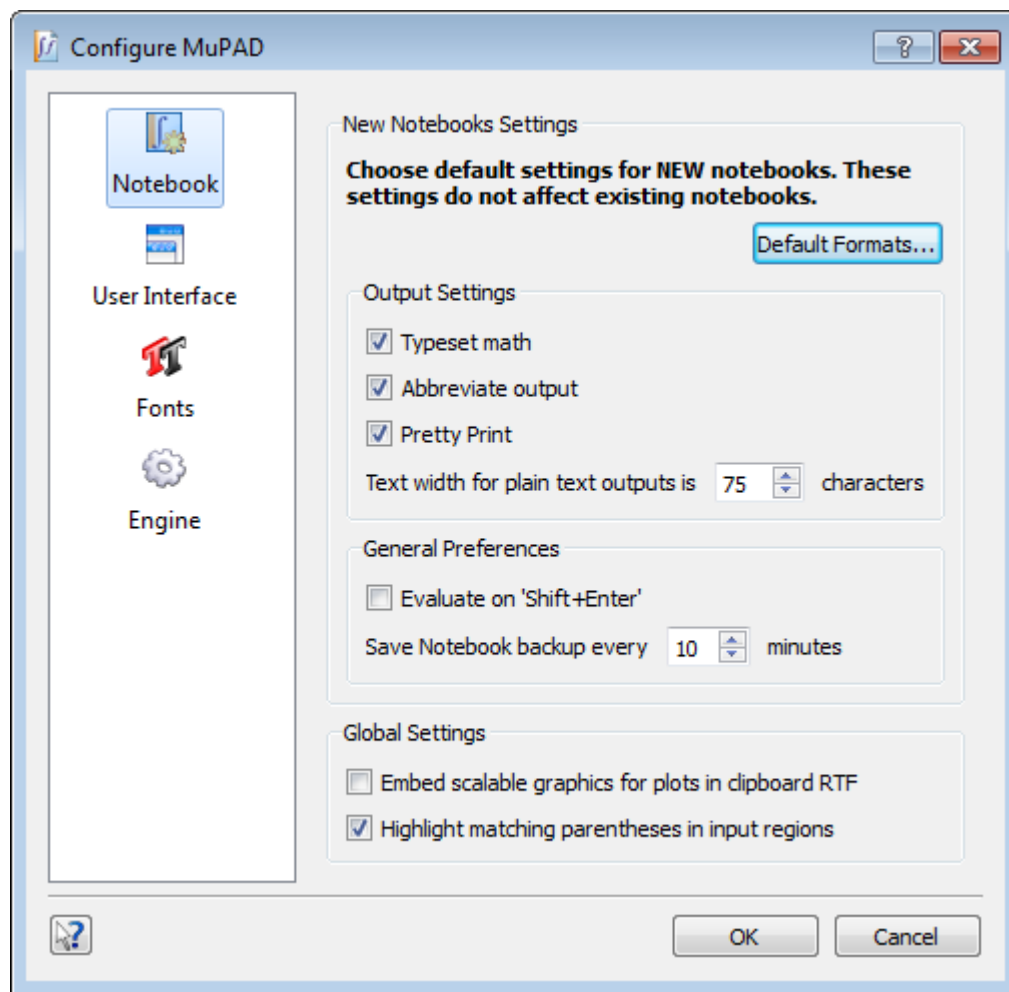 Configure MuPAD
Notebook
User Interface
Fonts
Engine
New Notebooks Settings
Choose default settings for NEW notebooks. These
settings do not affect existing notebooks.
Default Formats...
Output Settings
Typeset math
Abbreviate output
Pretty Print
Text width for plain text outputs is 75 characters
General Preferences
Evaluate on 'Shift+Enter'
Save Notebook backup every 10 minutes
Global Settings
Embed scalable graphics for plots in clipboard RTF
Highlight matching parentheses in input regions
OK Cancel